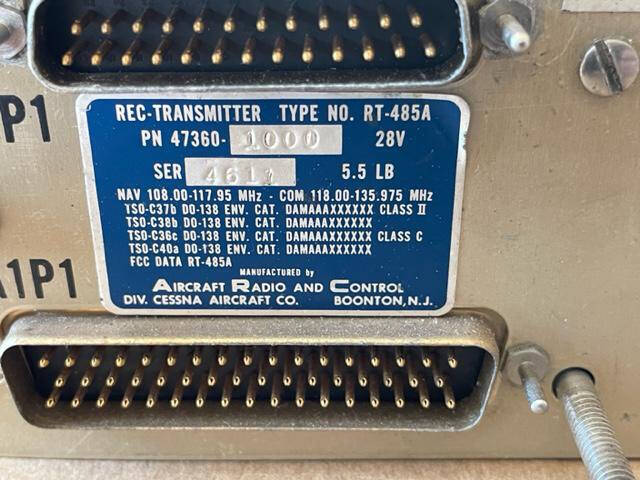 P1
REC-TRANSMITTER TYPE NO. RT-485A
PN 47360- 1000 28V
SER 4611 5.5 LB
NAV 108.00-117.95 MHz - COM 118.00-135.975 MHz
TSO-C37b DO-138 ENV. CAT. DAMAAAXXXXXX CLASS II
TSO-C38b DO-138 ENV. CAT. DAMAAAXXXXXX
TSO-C36c DO-138 ENV. CAT. DAMAAAXXXXXX CLASS C
TSO-C40a DO-138 ENV. CAT. DAMAAAXXXXXX
FCC DATA RT-485A
MANUFACTURED by
AIRCRAFT RADIO AND CONTROL
DIV. CESSNA AIRCRAFT CO. BOONTON, N.J.
1P1